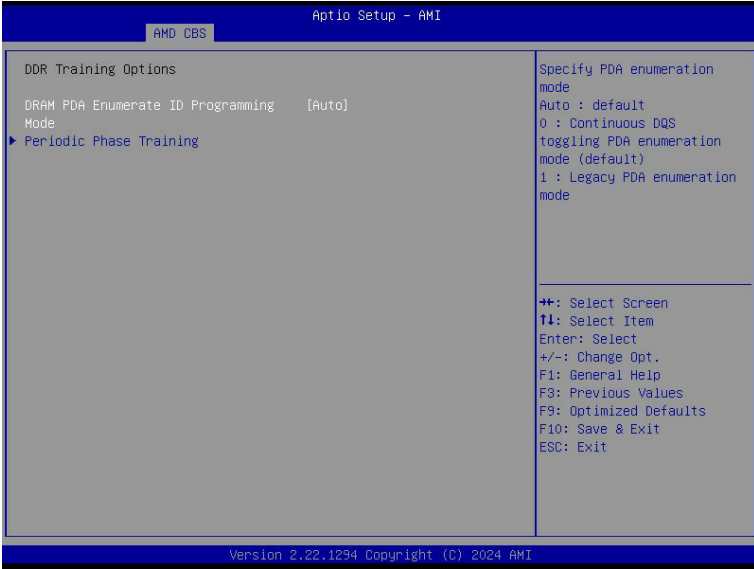 Aptio Setup - AMI
AMD CBS
DDR Training Options
DRAM PDA Enumerate ID Programming [Auto]
Mode
Periodic Phase Training
Specify PDA enumeration
mode
Auto : default
0 : Continuous DQS
toggling PDA enumeration
mode (default)
1 : Legacy PDA enumeration
mode
→←: Select Screen
↑↓: Select Item
Enter: Select
+/-: Change Opt.
F1: General Help
F3: Previous Values
F9: Optimized Defaults
F10: Save & Exit
ESC: Exit
Version 2.22.1294 Copyright (C) 2024 AMI